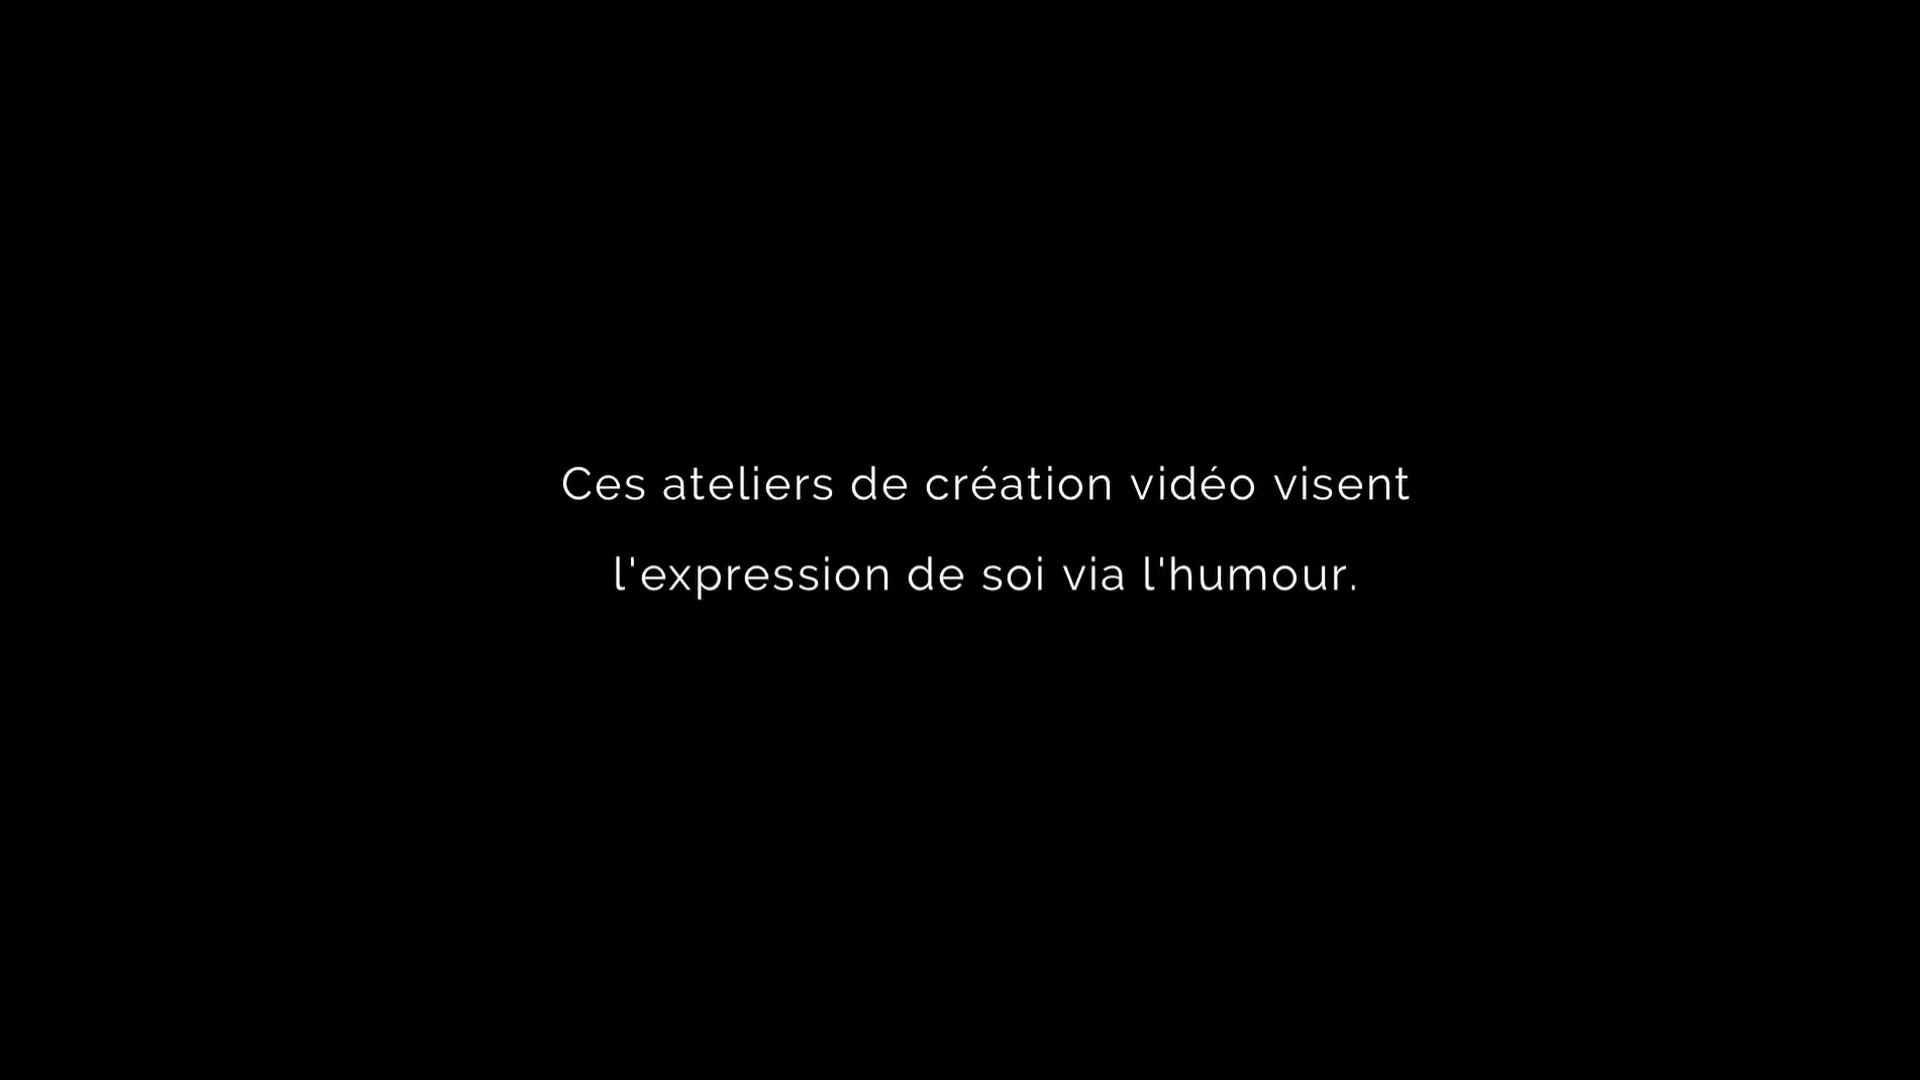 Ces ateliers de création vidéo visent
l'expression de soi via l'humour.